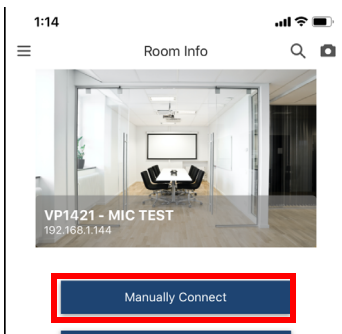 1:14
Room Info
VP1421 - MIC TEST
192.168.1.144
Manually Connect